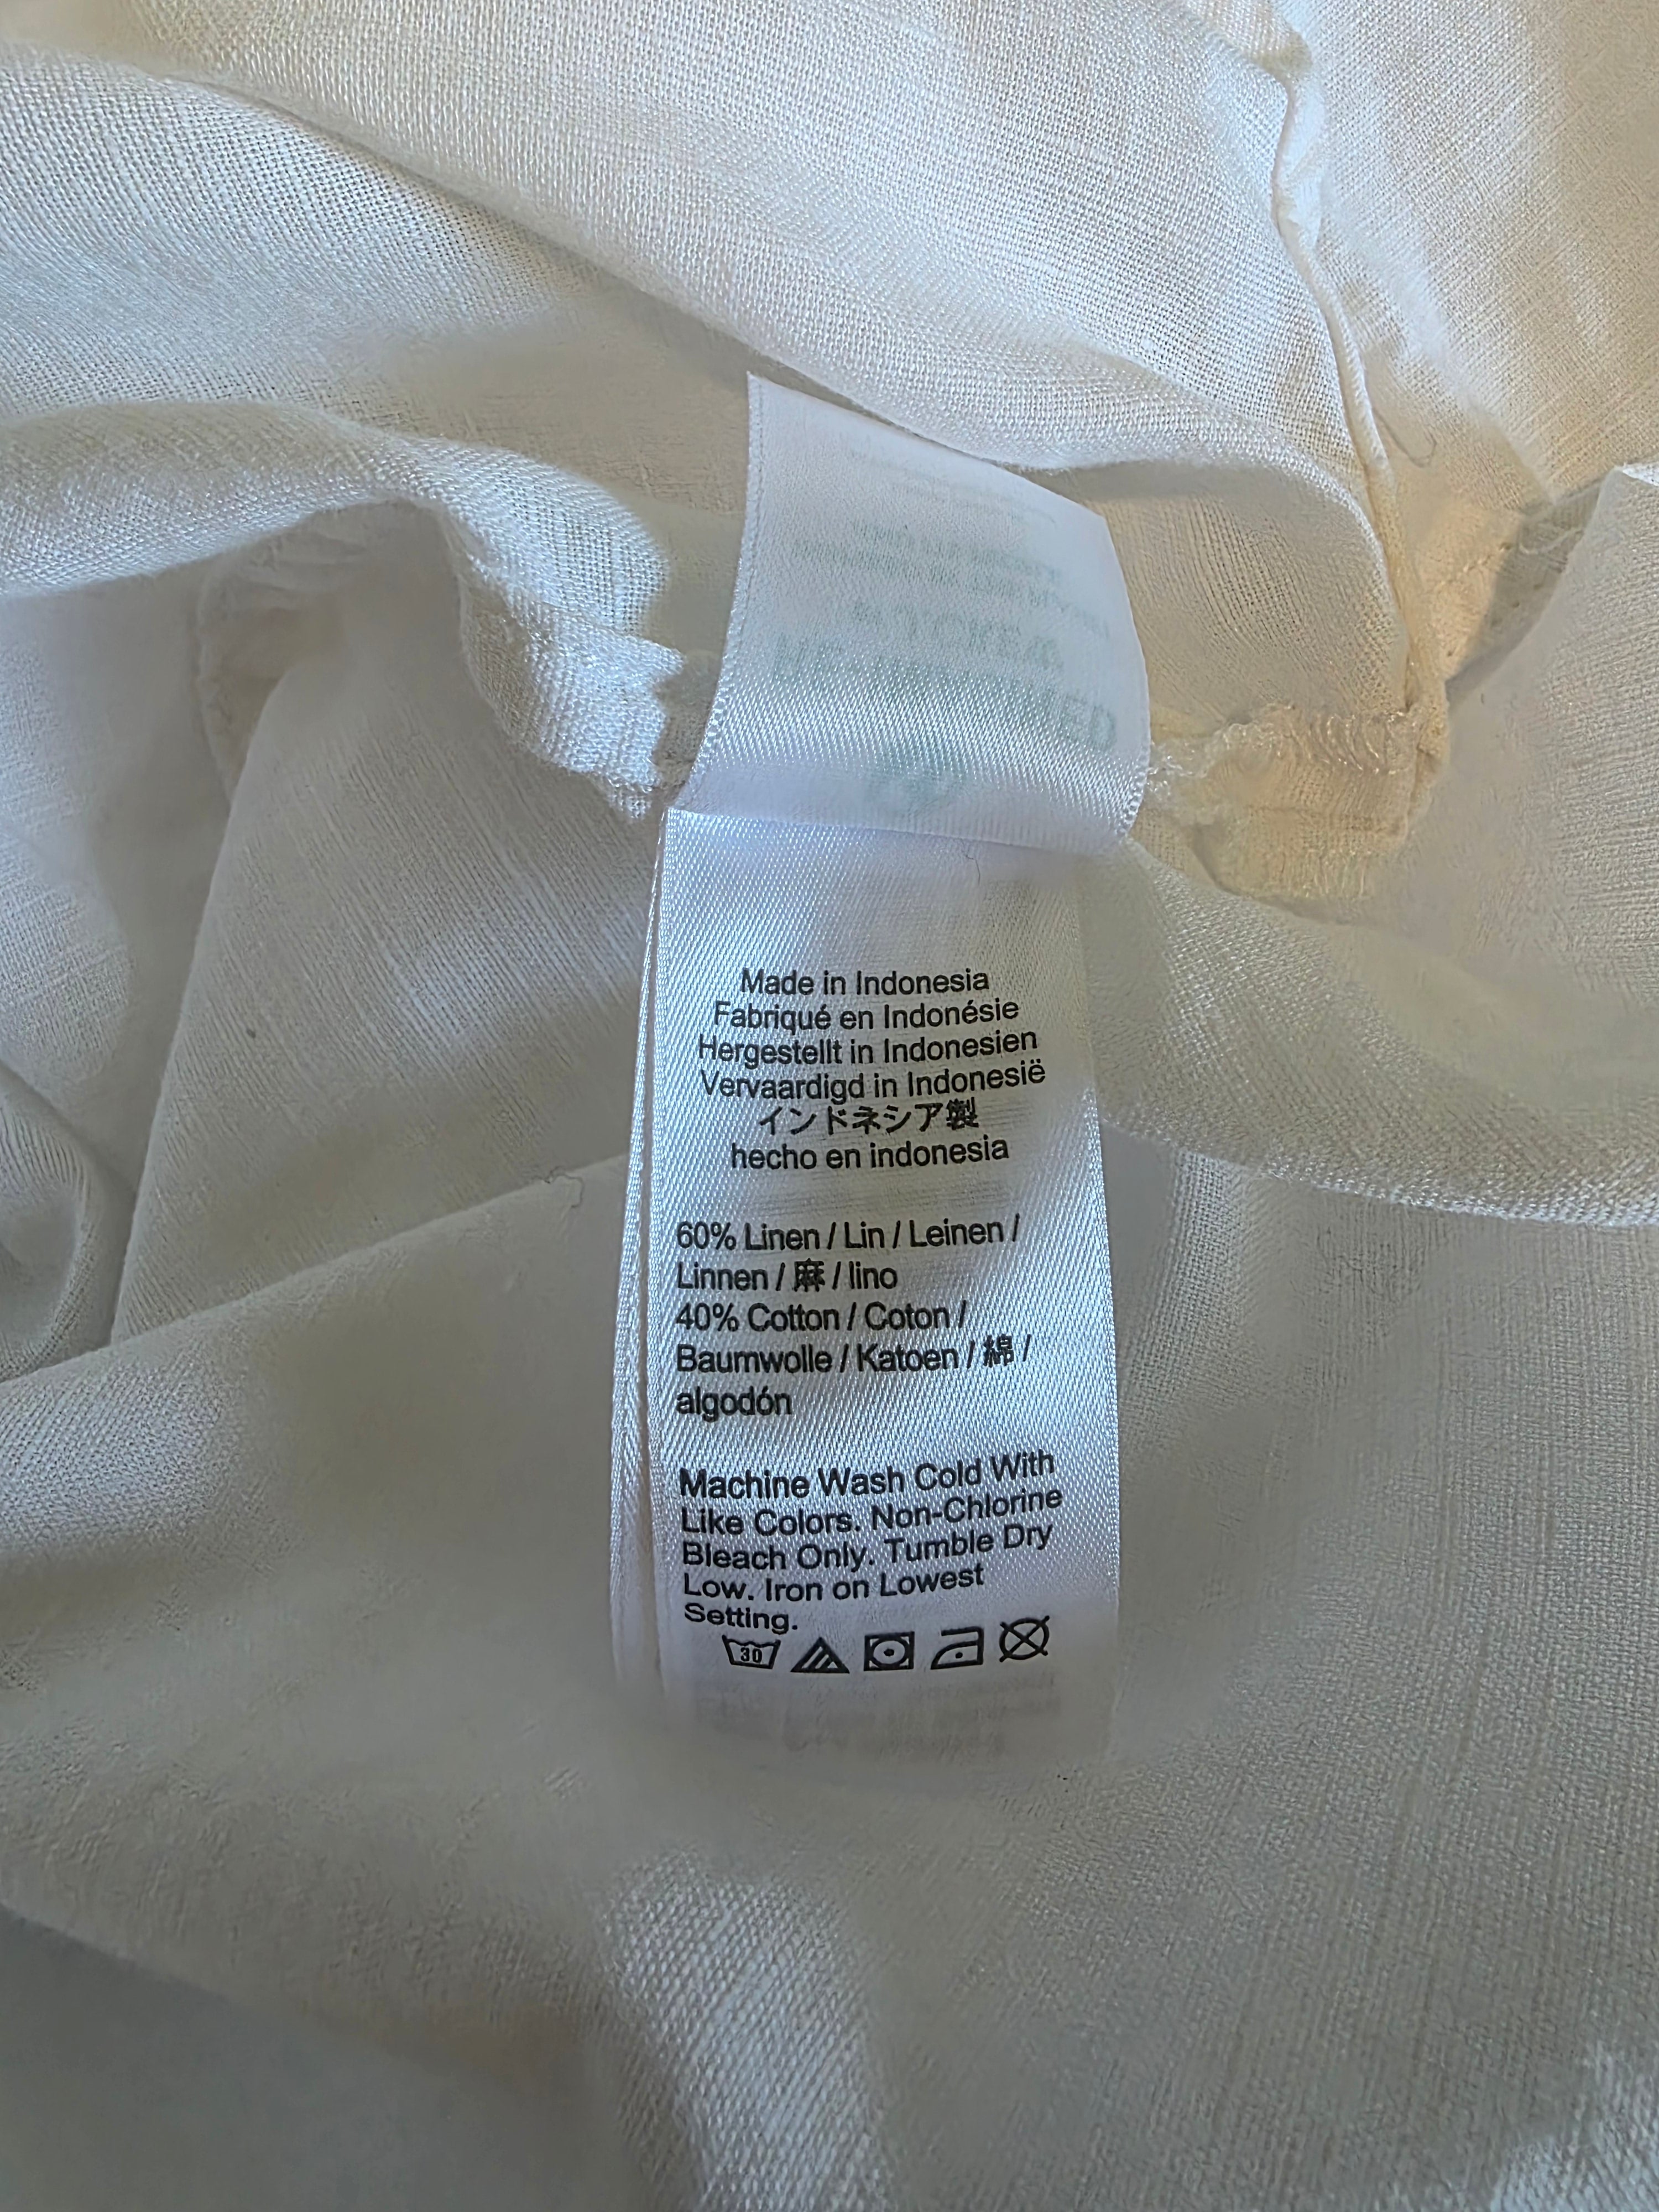 Made in Indonesia
Fabriqué en Indonésie
Hergestellt in Indonesien
Vervaardigd in Indonesië
インドネシア製
hecho en indonesia
60% Linen / Lin / Leinen /
Linnen / 麻 / lino
40% Cotton / Coton /
Baumwolle / Katoen / 綿 /
algodón
Machine Wash Cold With
Like Colors. Non-Chlorine
Bleach Only. Tumble Dry
Low. Iron on Lowest
Setting.
30